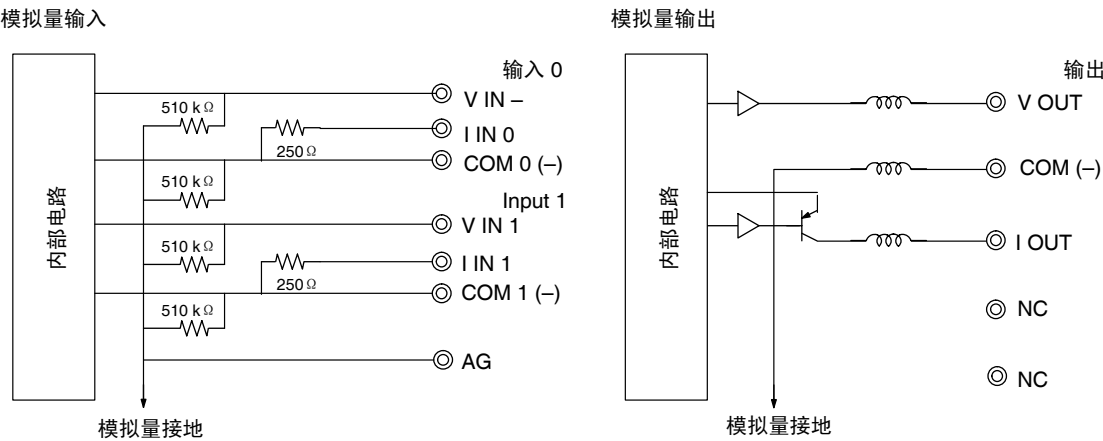 模拟量输入
内部电路
输入 0
510 kΩ
V IN –
I IN 0
250 Ω
COM 0 (–)
510 kΩ
Input 1
V IN 1
510 kΩ
I IN 1
250 Ω
COM 1 (–)
510 kΩ
AG
模拟量接地
模拟量输出
内部电路
输出
V OUT
COM (–)
I OUT
NC
NC
模拟量接地